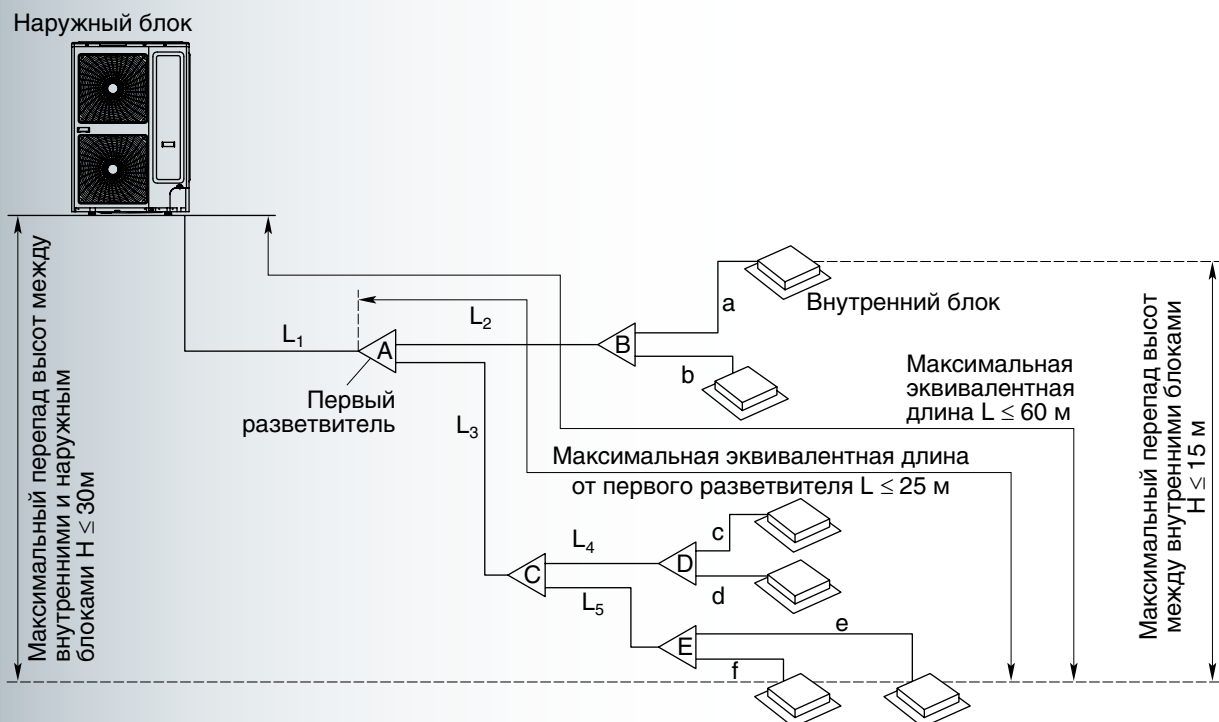 Наружный блок
Максимальный перепад высот между
внутренними и наружным
блоками H ≤ 30м
L₁
A
Первый
разветвитель
L₂
B
a
b
Внутренний блок
Максимальная
эквивалентная
длина L ≤ 60 м
L₃
Максимальная эквивалентная длина
от первого разветвителя L ≤ 25 м
C
L₄
L₅
D
c
d
E
e
f
Максимальный перепад высот
между внутренними блоками
H ≤ 15 м